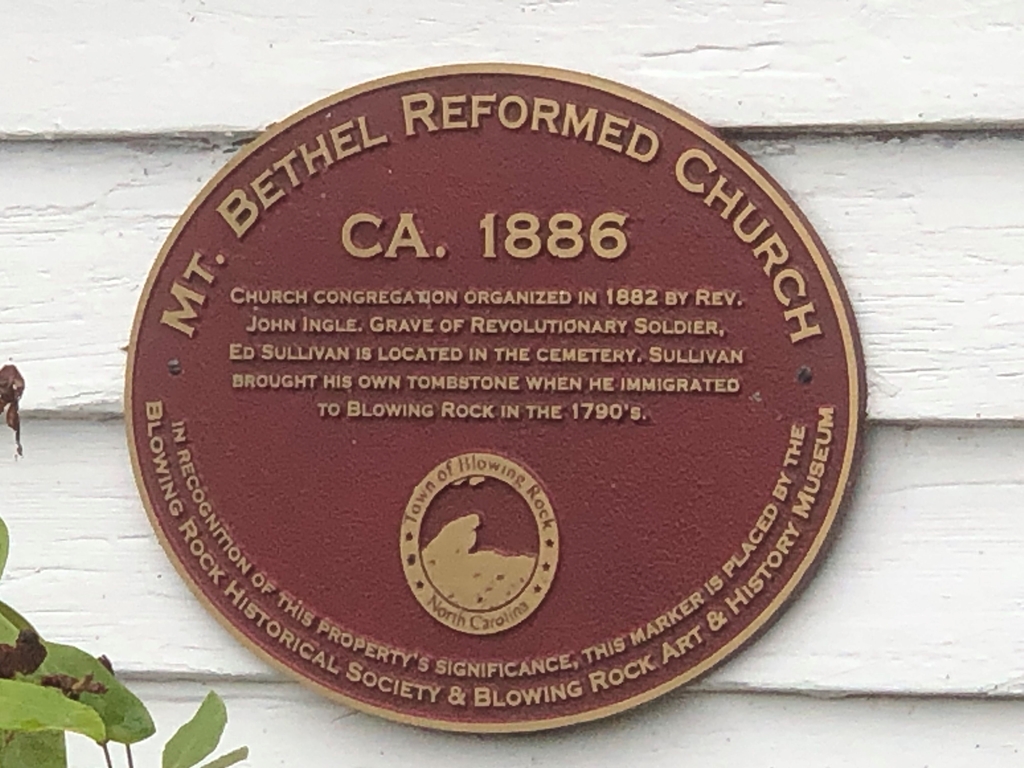 MT. BETHEL REFORMED CHURCH
CA. 1886
CHURCH CONGREGATION ORGANIZED IN 1882 BY REV.
JOHN INGLE. GRAVE OF REVOLUTIONARY SOLDIER,
ED SULLIVAN IS LOCATED IN THE CEMETERY. SULLIVAN
BROUGHT HIS OWN TOMBSTONE WHEN HE IMMIGRATED
TO BLOWING ROCK IN THE 1790'S.
Town of Blowing Rock
North Carolina
IN RECOGNITION OF THIS PROPERTY'S SIGNIFICANCE, THIS MARKER IS PLACED BY THE
BLOWING ROCK HISTORICAL SOCIETY & BLOWING ROCK ART & HISTORY MUSEUM